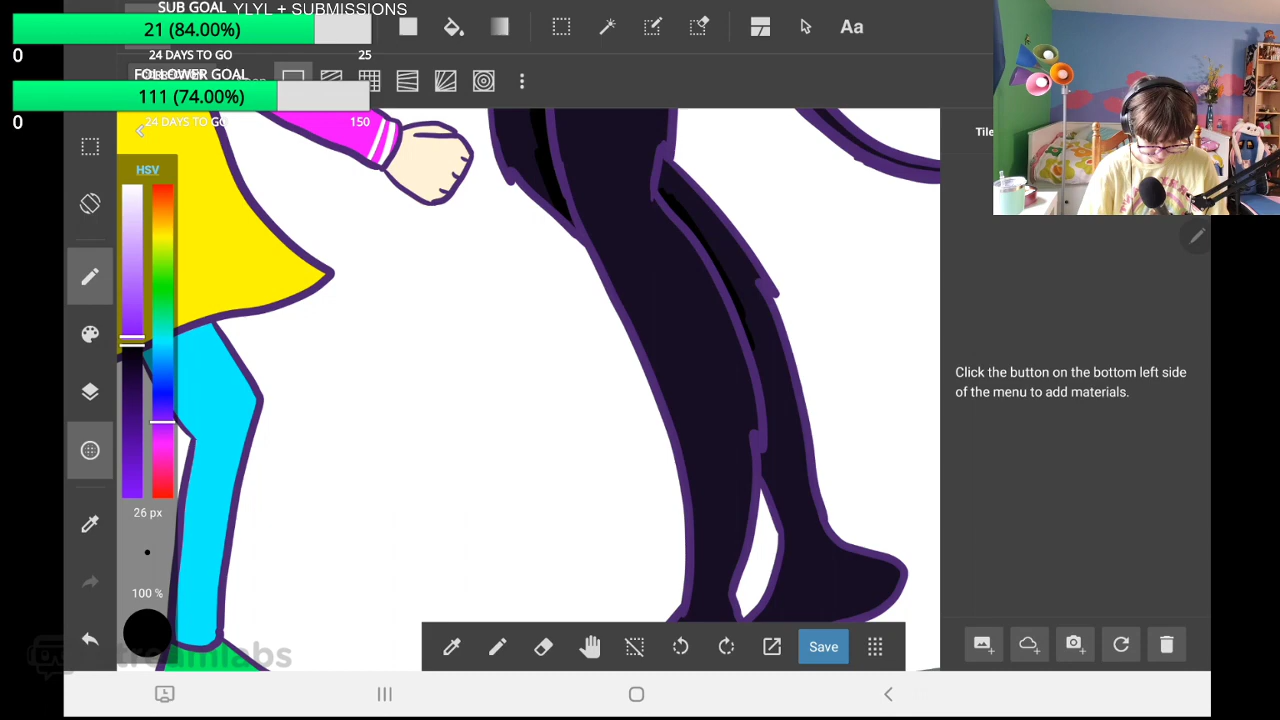 SUB GOAL YLYL + SUBMISSIONS
21 (84.00%)
24 DAYS TO GO
0 25
FOLLOWER GOAL
111 (74.00%)
24 DAYS TO GO
0 150
Aa
HSV
26 px
100 %
Tile
Click the button on the bottom left side
of the menu to add materials.
Save
streamlabs